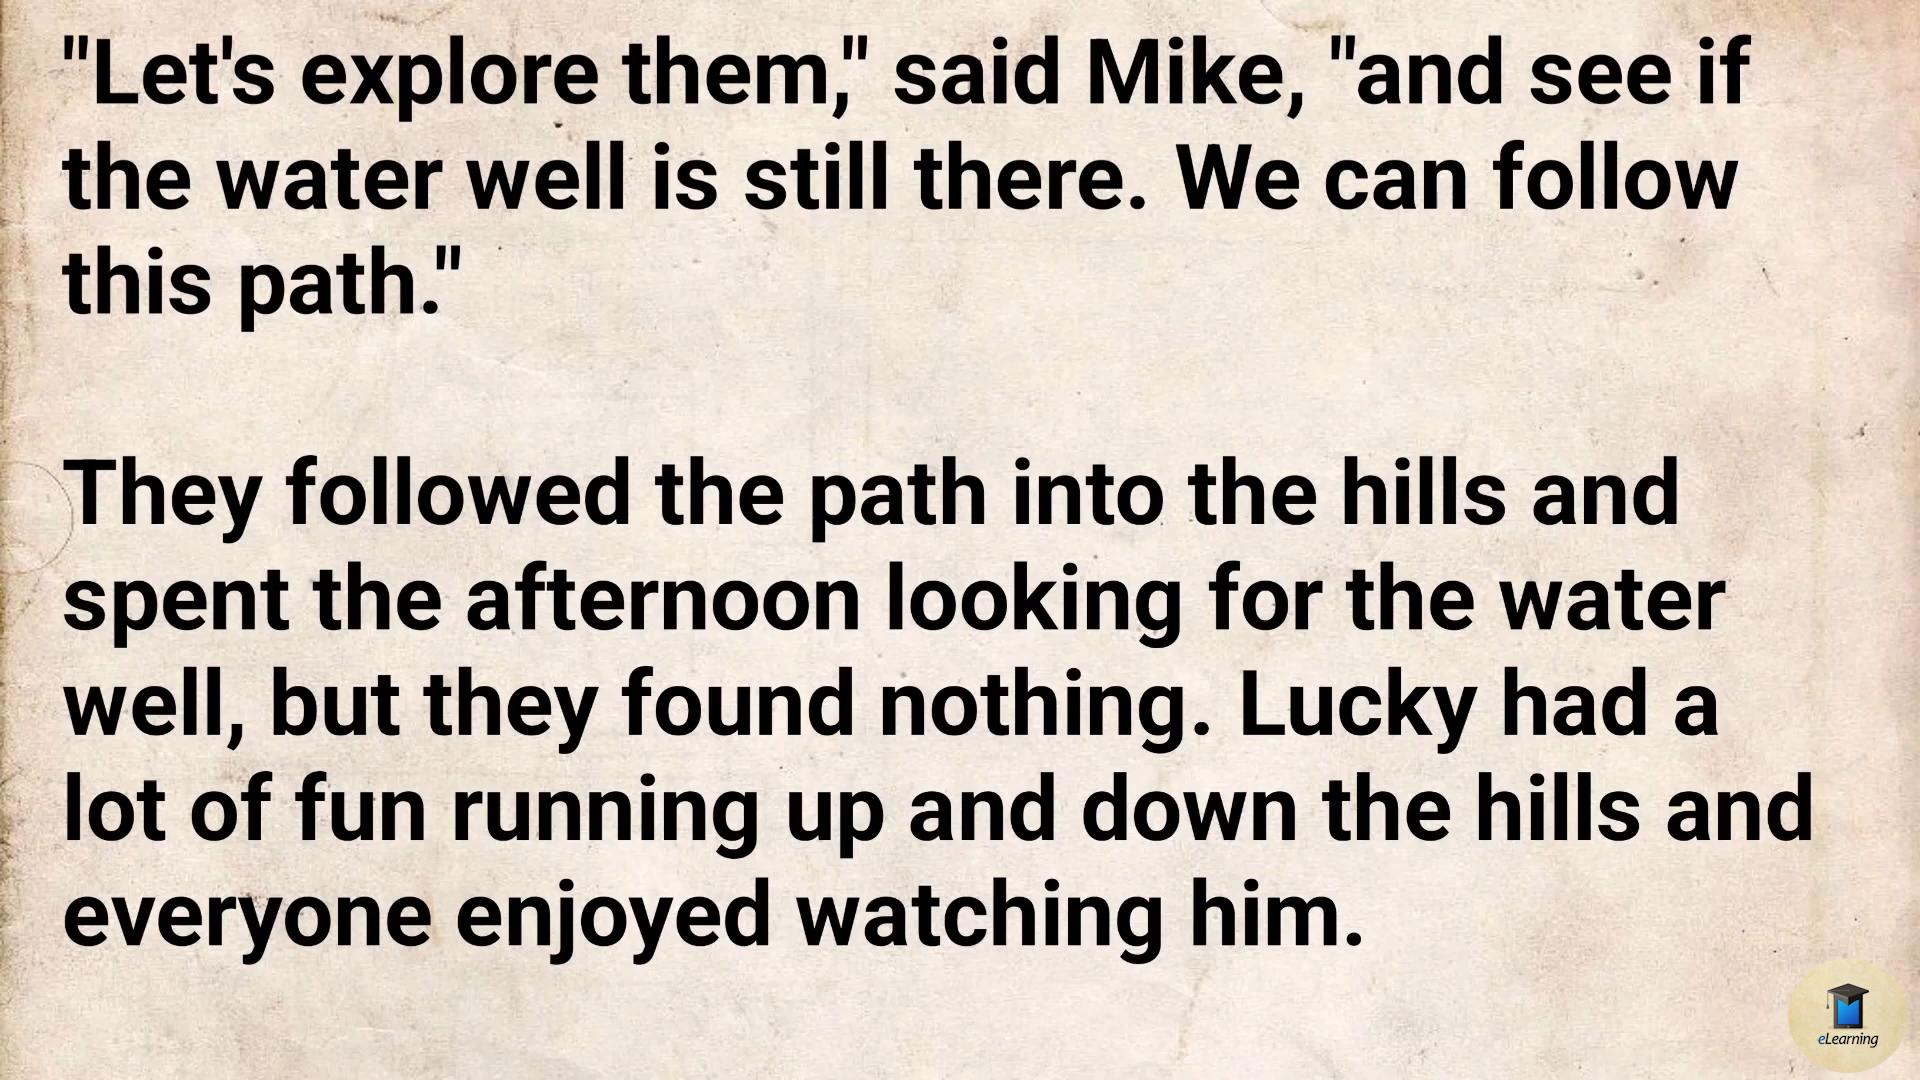 "Let's explore them," said Mike, "and see if
the water well is still there. We can follow
this path."
They followed the path into the hills and
spent the afternoon looking for the water
well, but they found nothing. Lucky had a
lot of fun running up and down the hills and
everyone enjoyed watching him.
eLearning